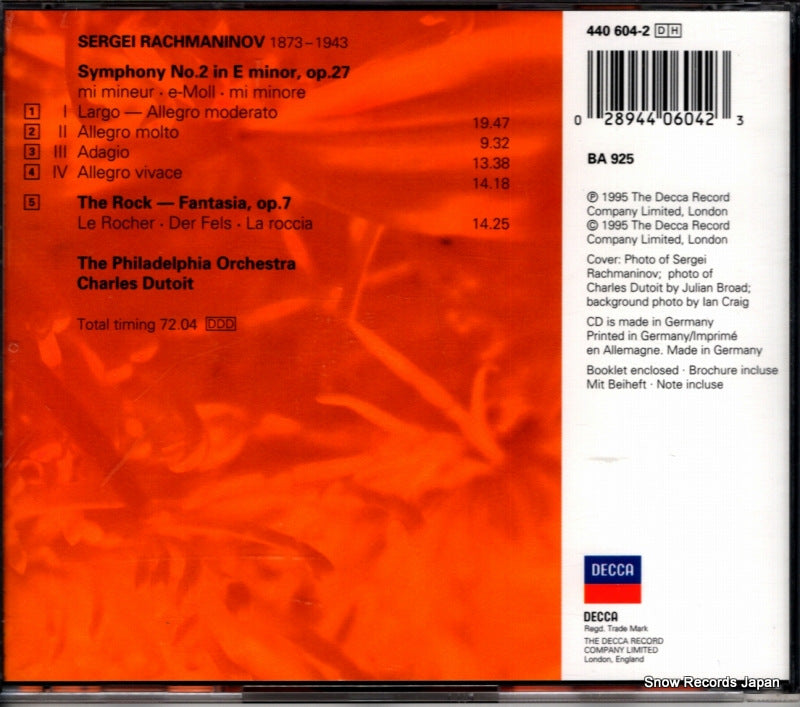 SERGEI RACHMANINOV 1873–1943
Symphony No.2 in E minor, op.27
mi mineur · e-Moll · mi minore
1 I Largo — Allegro moderato 19.47
2 II Allegro molto 9.32
3 III Adagio 13.38
4 IV Allegro vivace 14.18
5 The Rock — Fantasia, op.7
Le Rocher · Der Fels · La roccia 14.25
The Philadelphia Orchestra
Charles Dutoit
Total timing 72.04 DDD
440 604-2 DH
0 28944 06042 3
BA 925
℗ 1995 The Decca Record
Company Limited, London
© 1995 The Decca Record
Company Limited, London
Cover: Photo of Sergei
Rachmaninov; photo of
Charles Dutoit by Julian Broad;
background photo by Ian Craig
CD is made in Germany
Printed in Germany/Imprimé
en Allemagne. Made in Germany
Booklet enclosed · Brochure incluse
Mit Beiheft · Note incluse
DECCA
DECCA
Regd. Trade Mark
THE DECCA RECORD
COMPANY LIMITED
London, England
Snow Records Japan